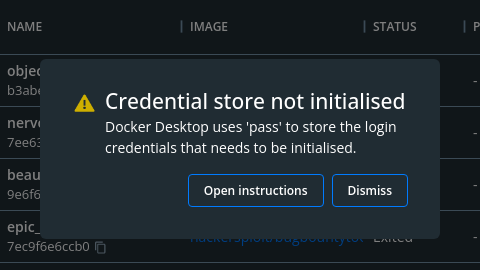 NAME IMAGE STATUS P
objec
b3abe
nerv
7ee63
Credential store not initialised
Docker Desktop uses 'pass' to store the login
credentials that needs to be initialised.
beau
9e6f6
Open instructions Dismiss
epic_
7ec9f6e6ccb0 Exited